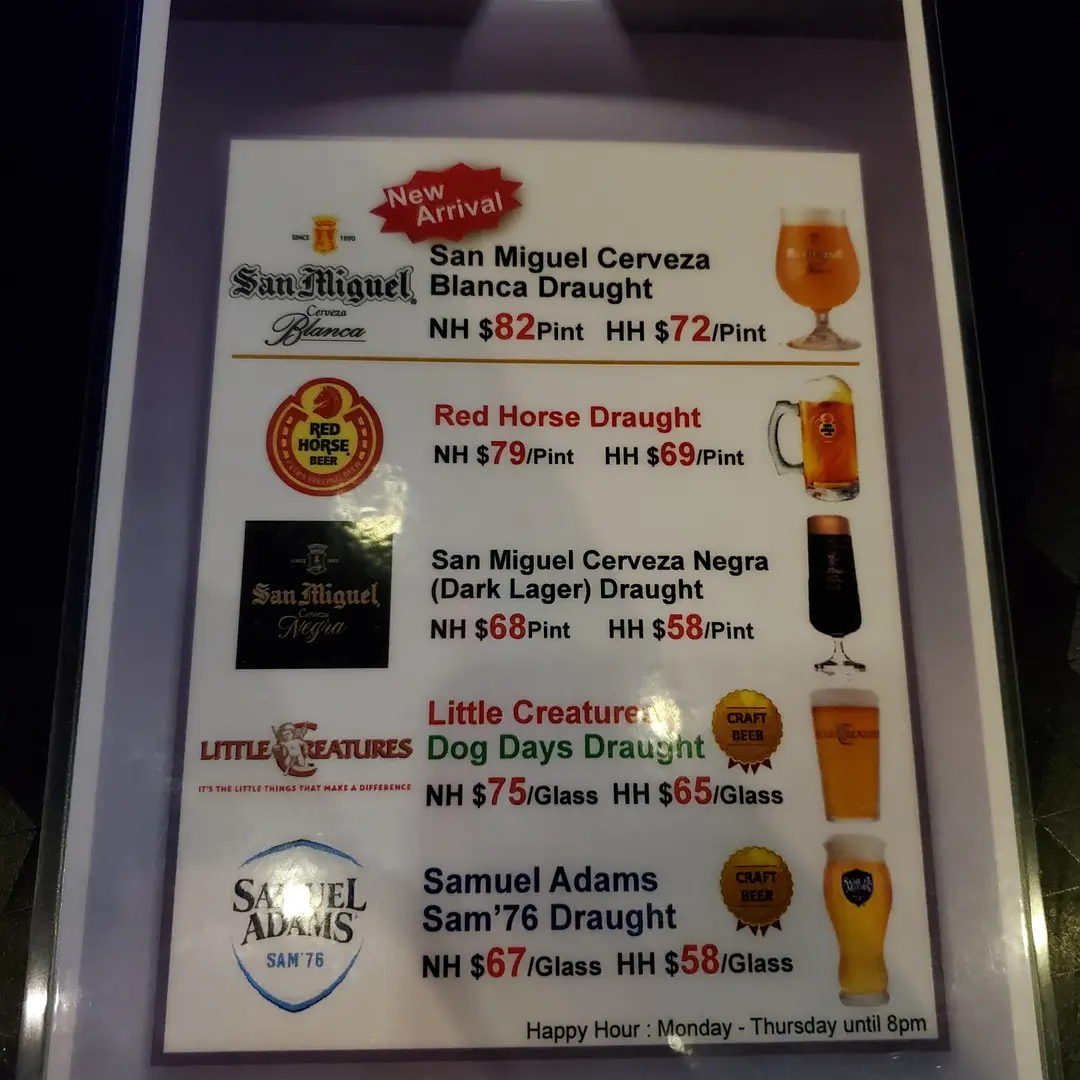 New
Arrival
SINCE 1890
San Miguel
Cerveza
Blanca
San Miguel Cerveza
Blanca Draught
NH $82Pint HH $72/Pint
RED
HORSE
BEER
EXTRA STRONG BEER
Red Horse Draught
NH $79/Pint HH $69/Pint
San Miguel
Cerveza
Negra
San Miguel Cerveza Negra
(Dark Lager) Draught
NH $68Pint HH $58/Pint
LITTLE CREATURES
IT'S THE LITTLE THINGS THAT MAKE A DIFFERENCE
Little Creatures
Dog Days Draught
CRAFT
BEER
NH $75/Glass HH $65/Glass
SAMUEL
ADAMS
SAM '76
Samuel Adams
Sam'76 Draught
CRAFT
BEER
NH $67/Glass HH $58/Glass
Happy Hour : Monday - Thursday until 8pm